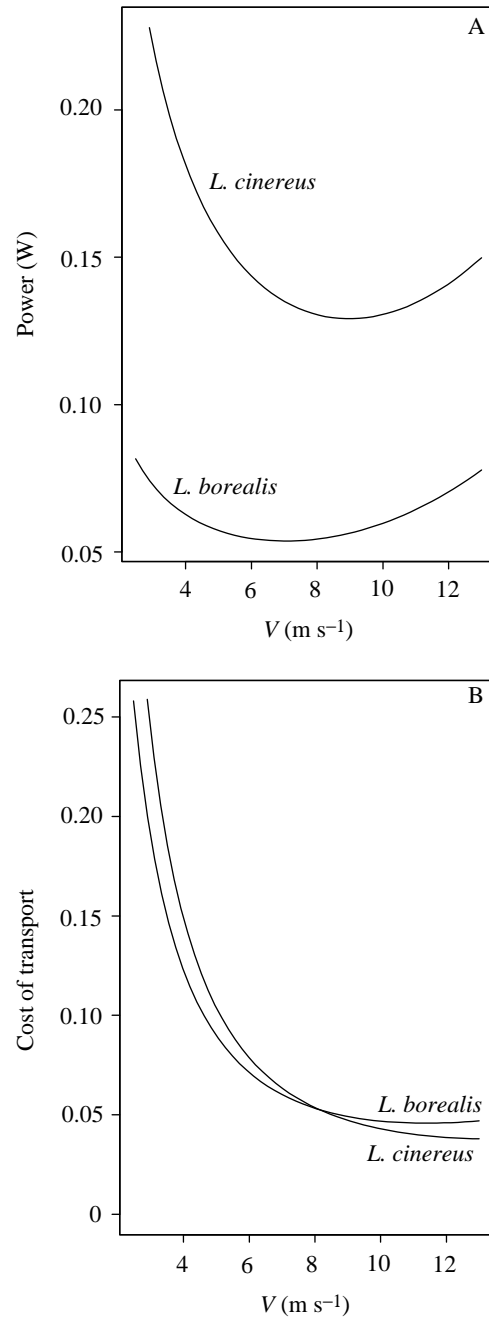 A
0.20
L. cinereus
0.15
Power (W)
0.10
L. borealis
0.05
4 6 8 10 12
V (m s–1)
B
0.25
0.20
0.15
Cost of transport
0.10
0.05
L. borealis
L. cinereus
0
4 6 8 10 12
V (m s–1)